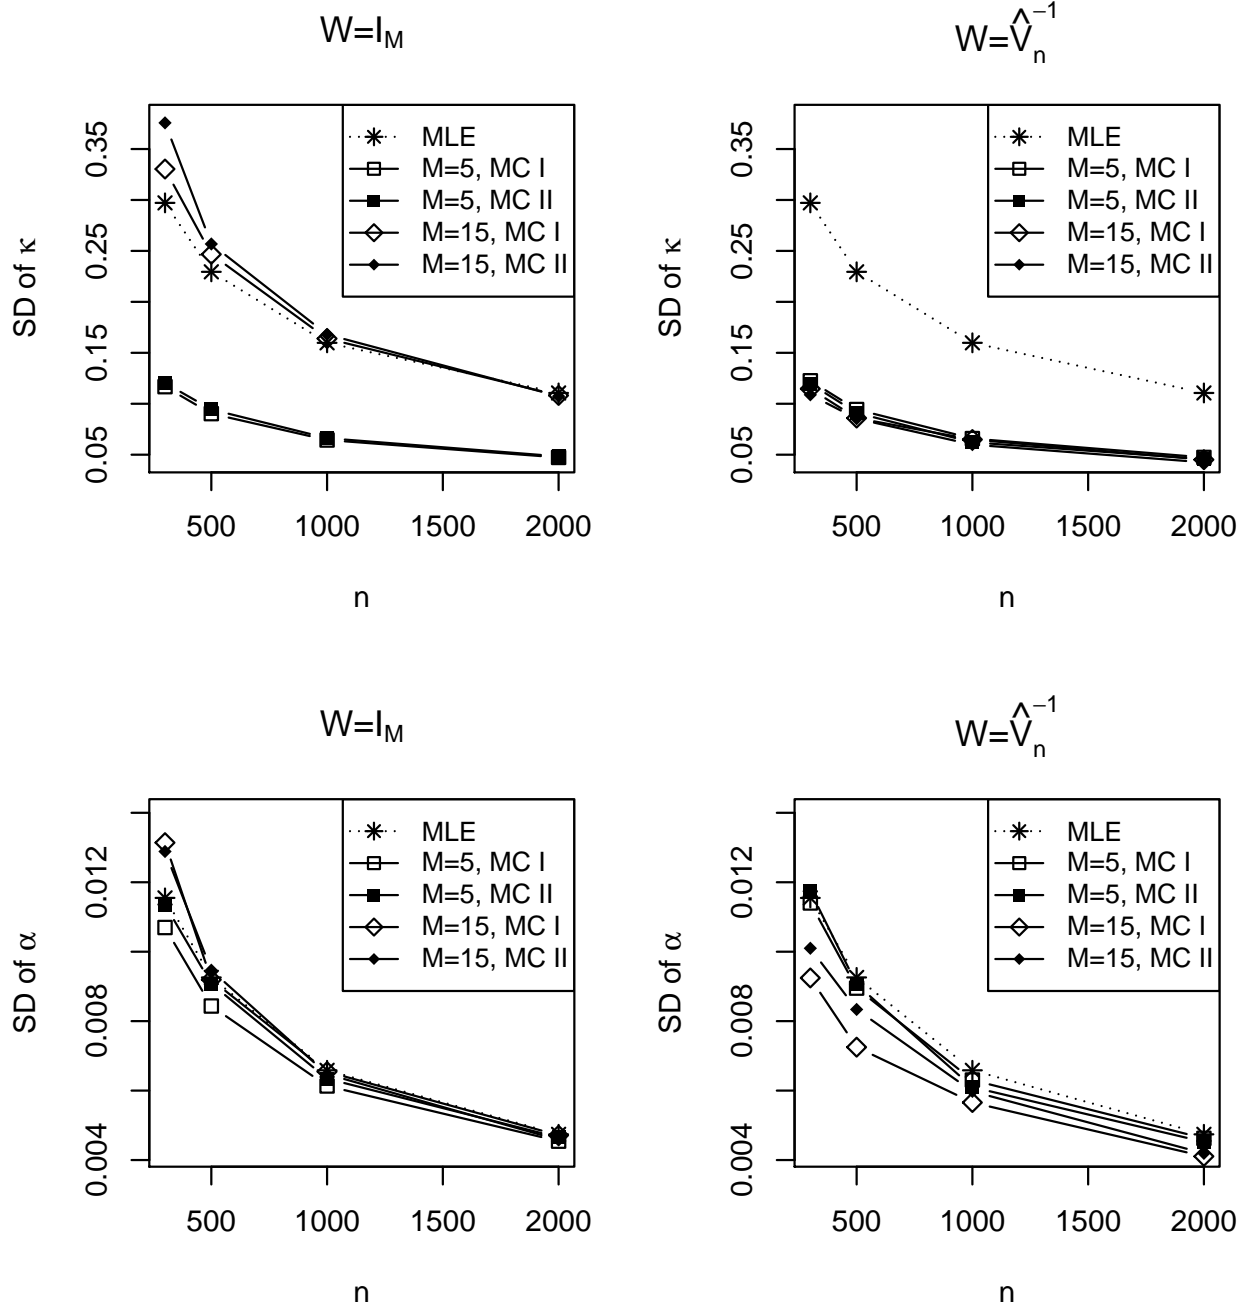 W=I_M
SD of κ
0.35
0.25
0.15
0.05
500 1000 1500 2000
n
MLE
M=5, MC I
M=5, MC II
M=15, MC I
M=15, MC II
W=V̂_n^−1
SD of κ
0.35
0.25
0.15
0.05
500 1000 1500 2000
n
MLE
M=5, MC I
M=5, MC II
M=15, MC I
M=15, MC II
W=I_M
SD of α
0.012
0.008
0.004
500 1000 1500 2000
n
MLE
M=5, MC I
M=5, MC II
M=15, MC I
M=15, MC II
W=V̂_n^−1
SD of α
0.012
0.008
0.004
500 1000 1500 2000
n
MLE
M=5, MC I
M=5, MC II
M=15, MC I
M=15, MC II